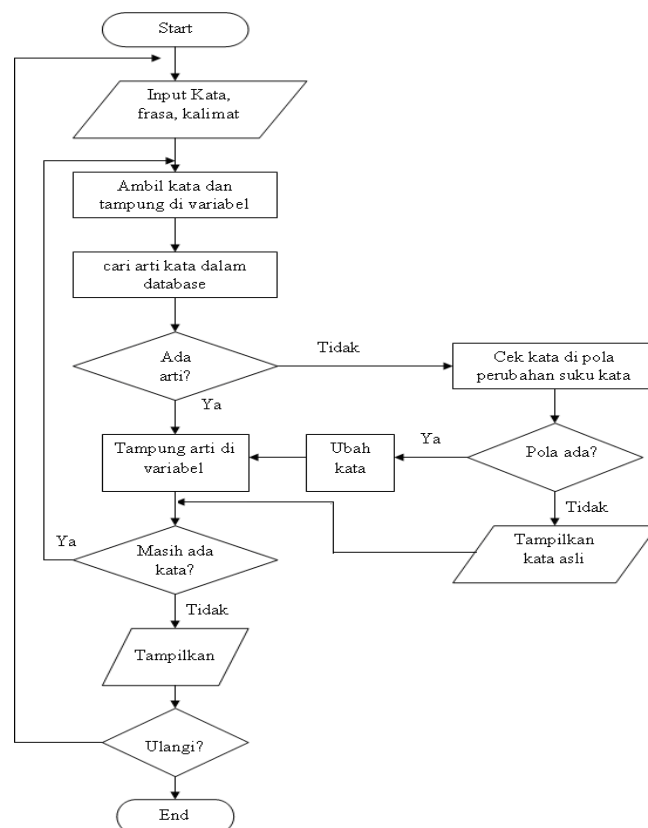 Start
Input Kata,
frasa, kalimat
Ambil kata dan
tampung di variabel
cari arti kata dalam
database
Ada
arti?
Tidak
Cek kata di pola
perubahan suku kata
Ya
Tampung arti di
variabel
Ubah
kata
Ya
Pola ada?
Tidak
Tampilkan
kata asli
Ya
Masih ada
kata?
Tidak
Tampilkan
Ulangi?
End